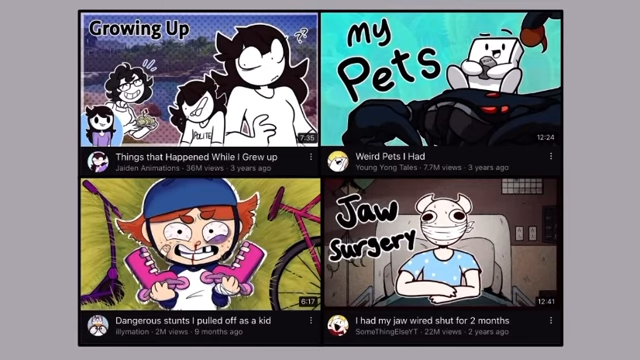 Growing Up
??
POLITE
7:35
Things that Happened While I Grew up
Jaiden Animations · 36M views · 3 years ago
my
Pets
12:24
Weird Pets I Had
Young Yong Tales · 7.7M views · 3 years ago
6:17
Dangerous stunts I pulled off as a kid
illymation · 2M views · 9 months ago
Jaw
Surgery
12:41
I had my jaw wired shut for 2 months
SomeThingElseYT · 22M views · 2 years ago